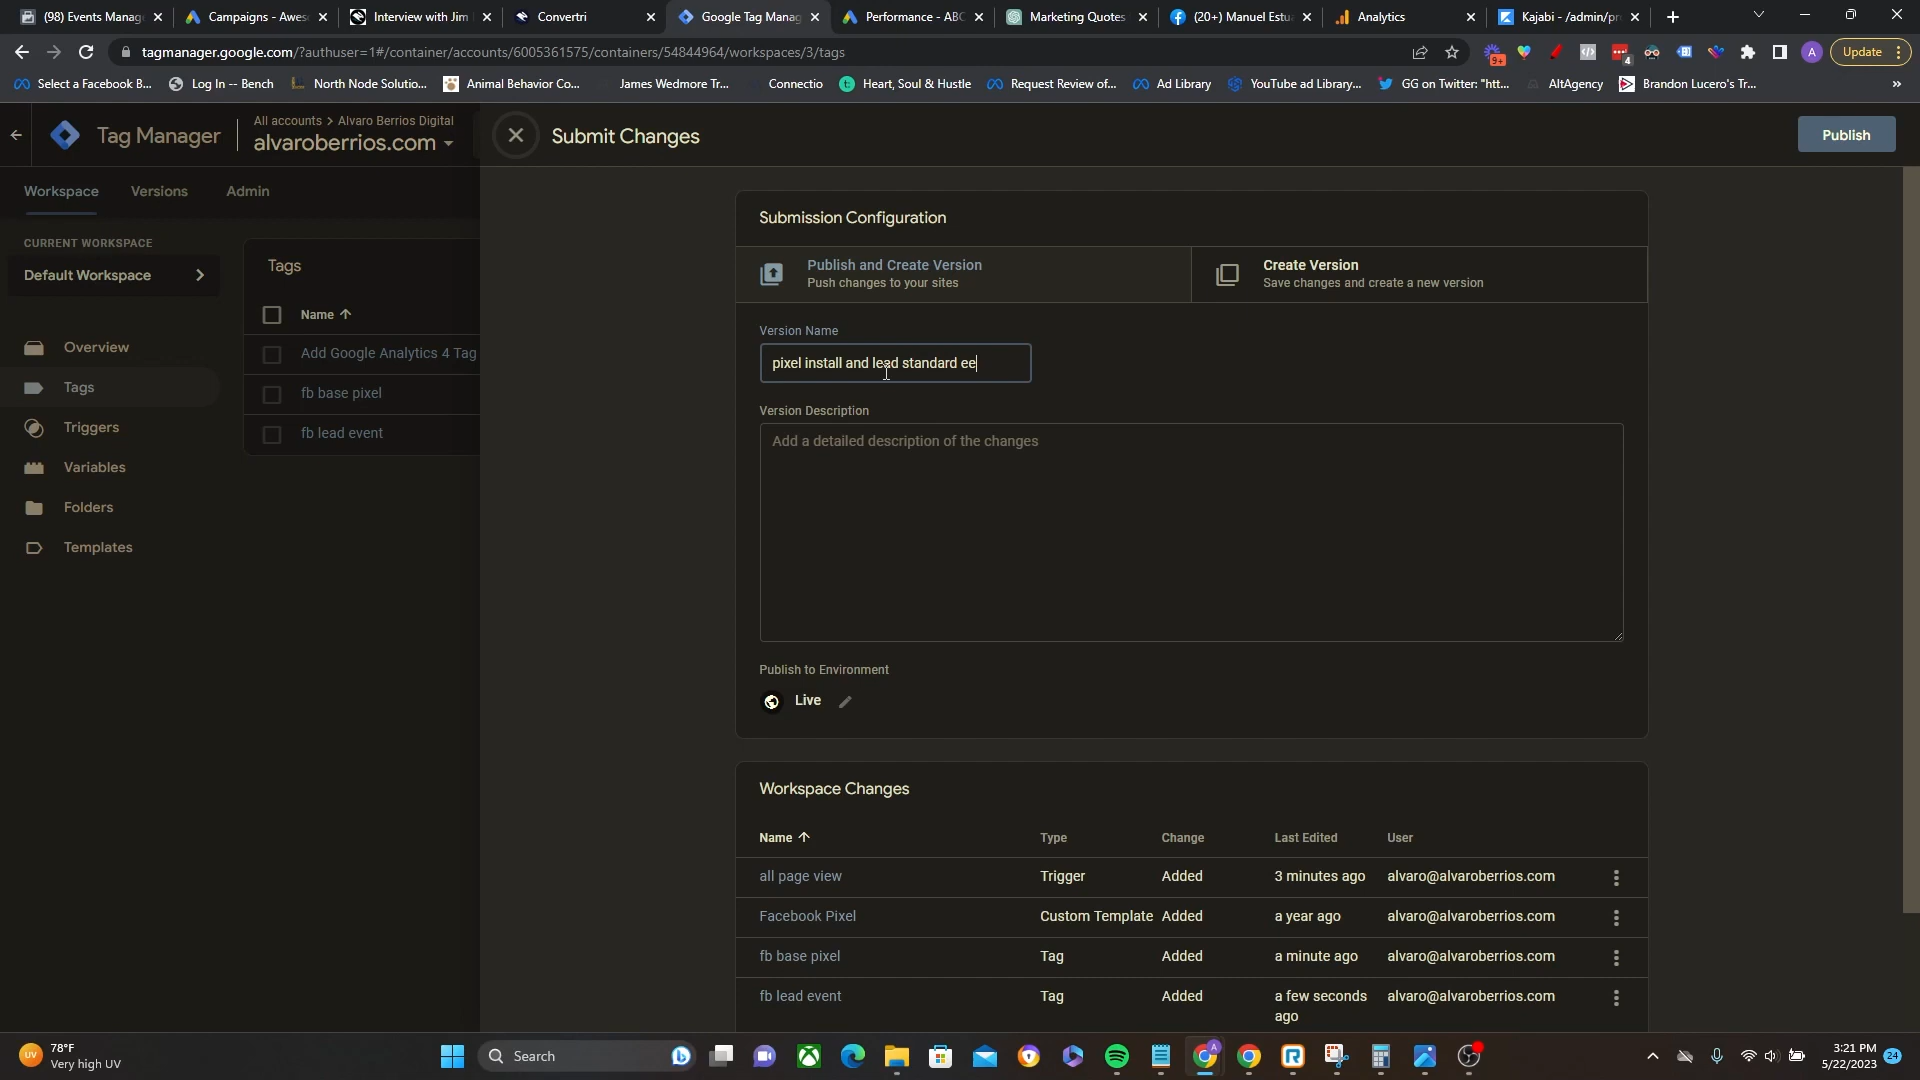 (98) Events Manag
Campaigns - Awes
Interview with Jim
Convertri
Google Tag Manag
Performance - ABC
Marketing Quotes
(20+) Manuel Estua
Analytics
Kajabi - /admin/pr
tagmanager.google.com/?authuser=1#/container/accounts/6005361575/containers/54844964/workspaces/3/tags
9+
4
A
Update
Select a Facebook B...
Log In -- Bench
North Node Solutio...
Animal Behavior Co...
James Wedmore Tr...
Connectio
Heart, Soul & Hustle
Request Review of...
Ad Library
YouTube ad Library...
GG on Twitter: "htt...
AltAgency
Brandon Lucero's Tr...
»
Tag Manager
All accounts > Alvaro Berrios Digital
alvaroberrios.com
Submit Changes
Publish
Workspace
Versions
Admin
CURRENT WORKSPACE
Default Workspace
Overview
Tags
Triggers
Variables
Folders
Templates
Tags
Name
Add Google Analytics 4 Tag
fb base pixel
fb lead event
Submission Configuration
Publish and Create Version
Push changes to your sites
Create Version
Save changes and create a new version
Version Name
pixel install and lead standard ee
Version Description
Add a detailed description of the changes
Publish to Environment
Live
Workspace Changes
Name Type Change Last Edited User
all page view Trigger Added 3 minutes ago alvaro@alvaroberrios.com
Facebook Pixel Custom Template Added a year ago alvaro@alvaroberrios.com
fb base pixel Tag Added a minute ago alvaro@alvaroberrios.com
fb lead event Tag Added a few seconds alvaro@alvaroberrios.com
ago
UV
78°F
Very high UV
Search
A
3:21 PM
5/22/2023
24